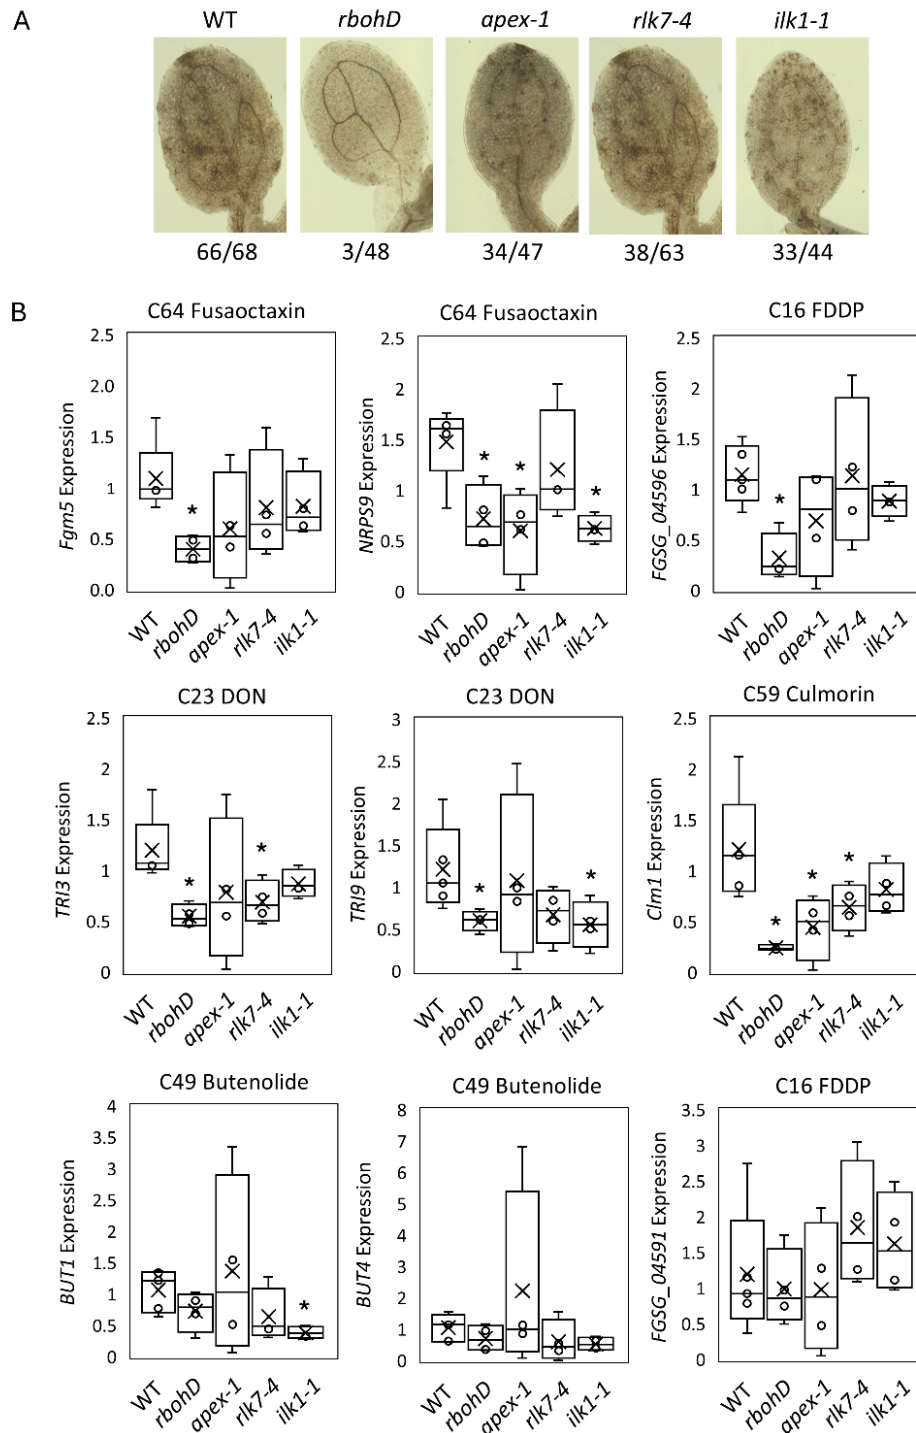 A
WT rbohD apex-1 rlk7-4 ilk1-1
66/68 3/48 34/47 38/63 33/44
B
C64 Fusaoctaxin
Fgm5 Expression
2.5
2.0
1.5
1
0.5
0.0
WT rbohD apex-1 rlk7-4 ilk1-1
*
C64 Fusaoctaxin
NRPS9 Expression
2.5
2
1.5
1
0.5
0
WT rbohD apex-1 rlk7-4 ilk1-1
* * *
C16 FDDP
FGSG_04596 Expression
2.5
2
1.5
1
0.5
0
WT rbohD apex-1 rlk7-4 ilk1-1
*
C23 DON
TRI3 Expression
2.5
2
1.5
1
0.5
0
WT rbohD apex-1 rlk7-4 ilk1-1
* *
C23 DON
TRI9 Expression
3
2.5
2
1.5
1
0.5
0
WT rbohD apex-1 rlk7-4 ilk1-1
* *
C59 Culmorin
Clm1 Expression
2.5
2
1.5
1
0.5
0
WT rbohD apex-1 rlk7-4 ilk1-1
* * *
C49 Butenolide
BUT1 Expression
4
3.5
3
2.5
2
1.5
1
0.5
0
WT rbohD apex-1 rlk7-4 ilk1-1
*
C49 Butenolide
BUT4 Expression
8
7
6
5
4
3
2
1
0
WT rbohD apex-1 rlk7-4 ilk1-1
C16 FDDP
FGSG_04591 Expression
3.5
3
2.5
2
1.5
1
0.5
0
WT rbohD apex-1 rlk7-4 ilk1-1